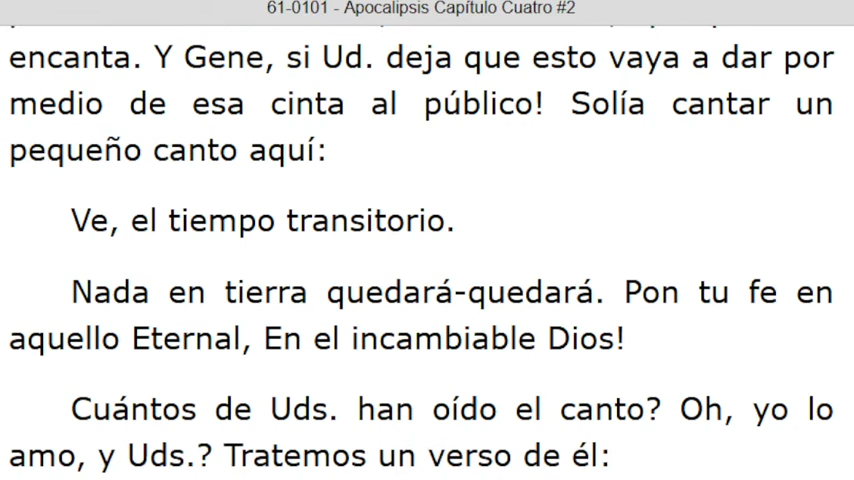 61-0101 - Apocalipsis Capítulo Cuatro #2
encanta. Y Gene, si Ud. deja que esto vaya a dar por
medio de esa cinta al público! Solía cantar un
pequeño canto aquí:
Ve, el tiempo transitorio.
Nada en tierra quedará-quedará. Pon tu fe en
aquello Eternal, En el incambiable Dios!
Cuántos de Uds. han oído el canto? Oh, yo lo
amo, y Uds.? Tratemos un verso de él: